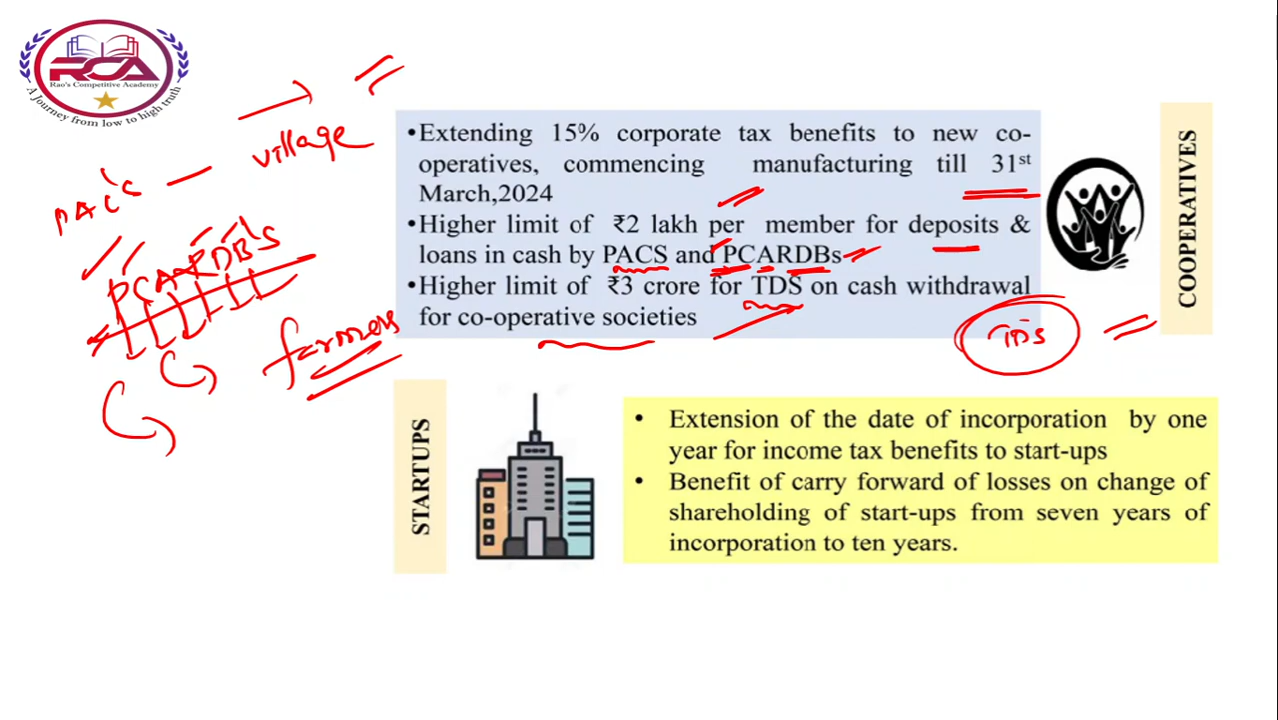 RCA
Rao's Competitive Academy
A Journey from low to high truth
PACS — village
PCARDB'S
farmers
•Extending 15% corporate tax benefits to new co-
operatives, commencing manufacturing till 31st
March,2024
•Higher limit of ₹2 lakh per member for deposits &
loans in cash by PACS and PCARDBs
•Higher limit of ₹3 crore for TDS on cash withdrawal
for co-operative societies
TDS
COOPERATIVES
STARTUPS
• Extension of the date of incorporation by one
year for income tax benefits to start-ups
• Benefit of carry forward of losses on change of
shareholding of start-ups from seven years of
incorporation to ten years.